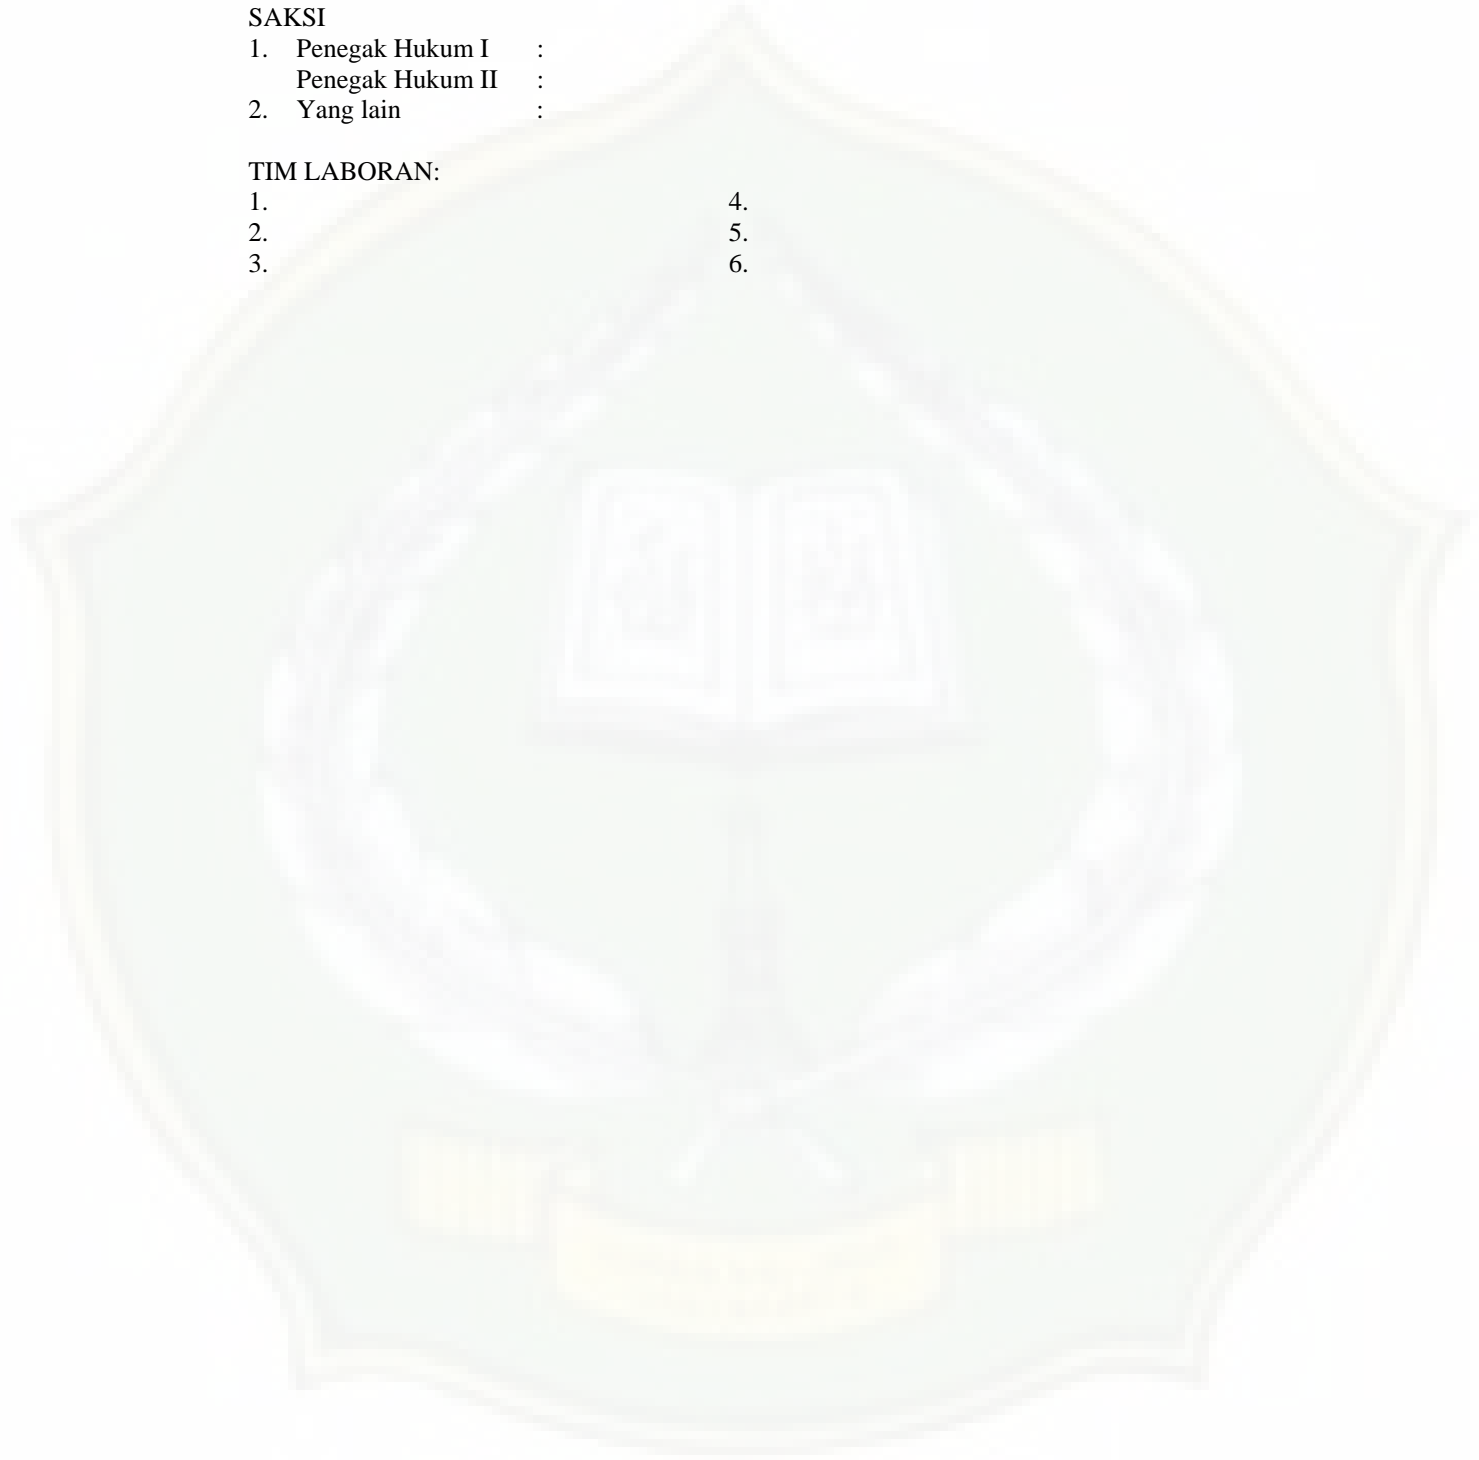 SAKSI
1. Penegak Hukum I :
Penegak Hukum II :
2. Yang lain :
TIM LABORAN:
1. 4.
2. 5.
3. 6.